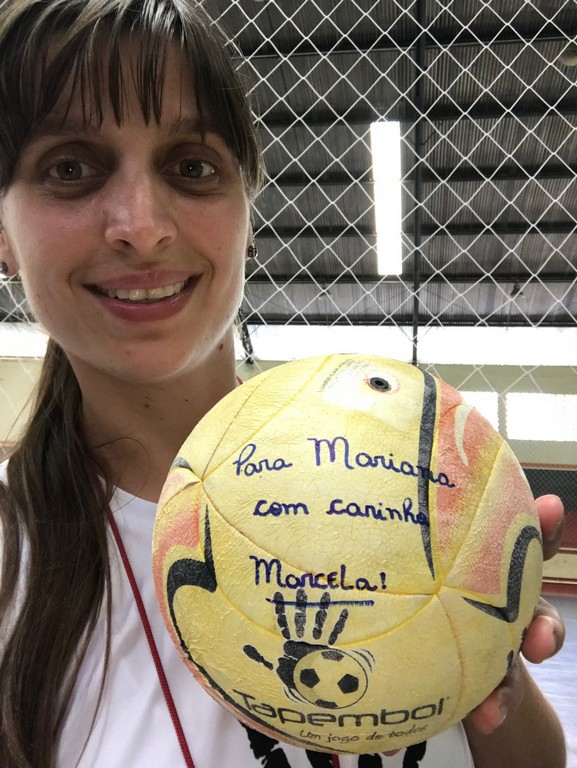 Para Mariana
com carinho
Marcela!
Tapembol
Um jogo de todos